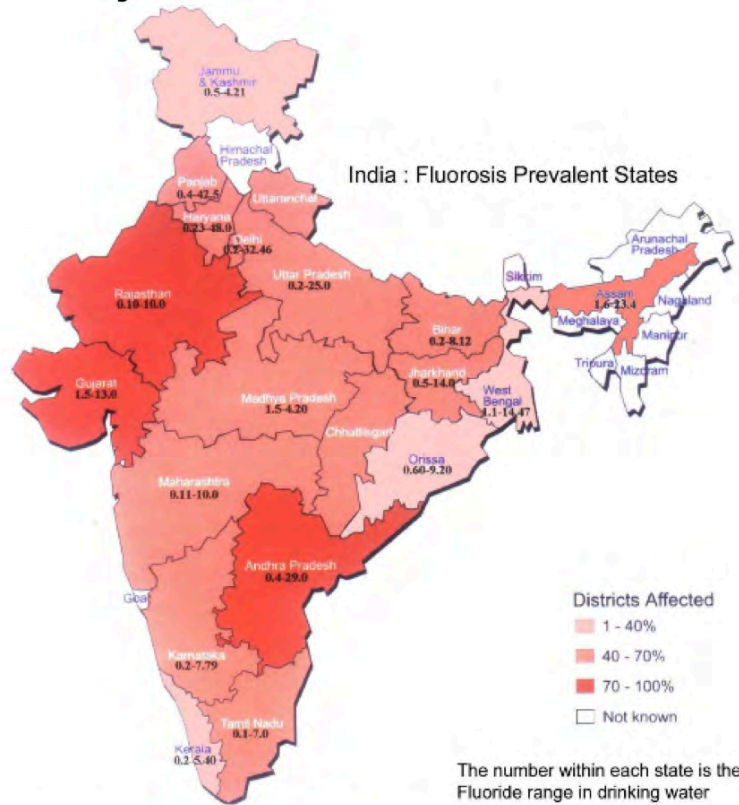 Jammu
& Kashmir
0.5-4.21
Himachal
Pradesh
India : Fluorosis Prevalent States
Panjab
0.4-42.5
Uttaranchal
Haryana
0.23-48.0
Delhi
0.2-32.46
Arunachal
Pradesh
Sikkim
Uttar Pradesh
0.2-25.0
Rajasthan
0.10-10.0
Assam
1.6-23.4
Nagaland
Meghalaya
Bihar
0.2-8.12
Manipur
Tripura
Mizoram
Jharkhand
0.5-14.0
Gujarat
1.5-13.0
West
Bengal
1.1-14.47
Madhya Pradesh
1.5-4.20
Chhattisgarh
Orissa
0.60-9.20
Maharashtra
0.11-10.0
Andhra Pradesh
0.4-29.0
Goa
Districts Affected
1 - 40%
40 - 70%
70 - 100%
Not known
Karnataka
0.2-7.79
Tamil Nadu
0.1-7.0
Kerala
0.2-5.40
The number within each state is the
Fluoride range in drinking water